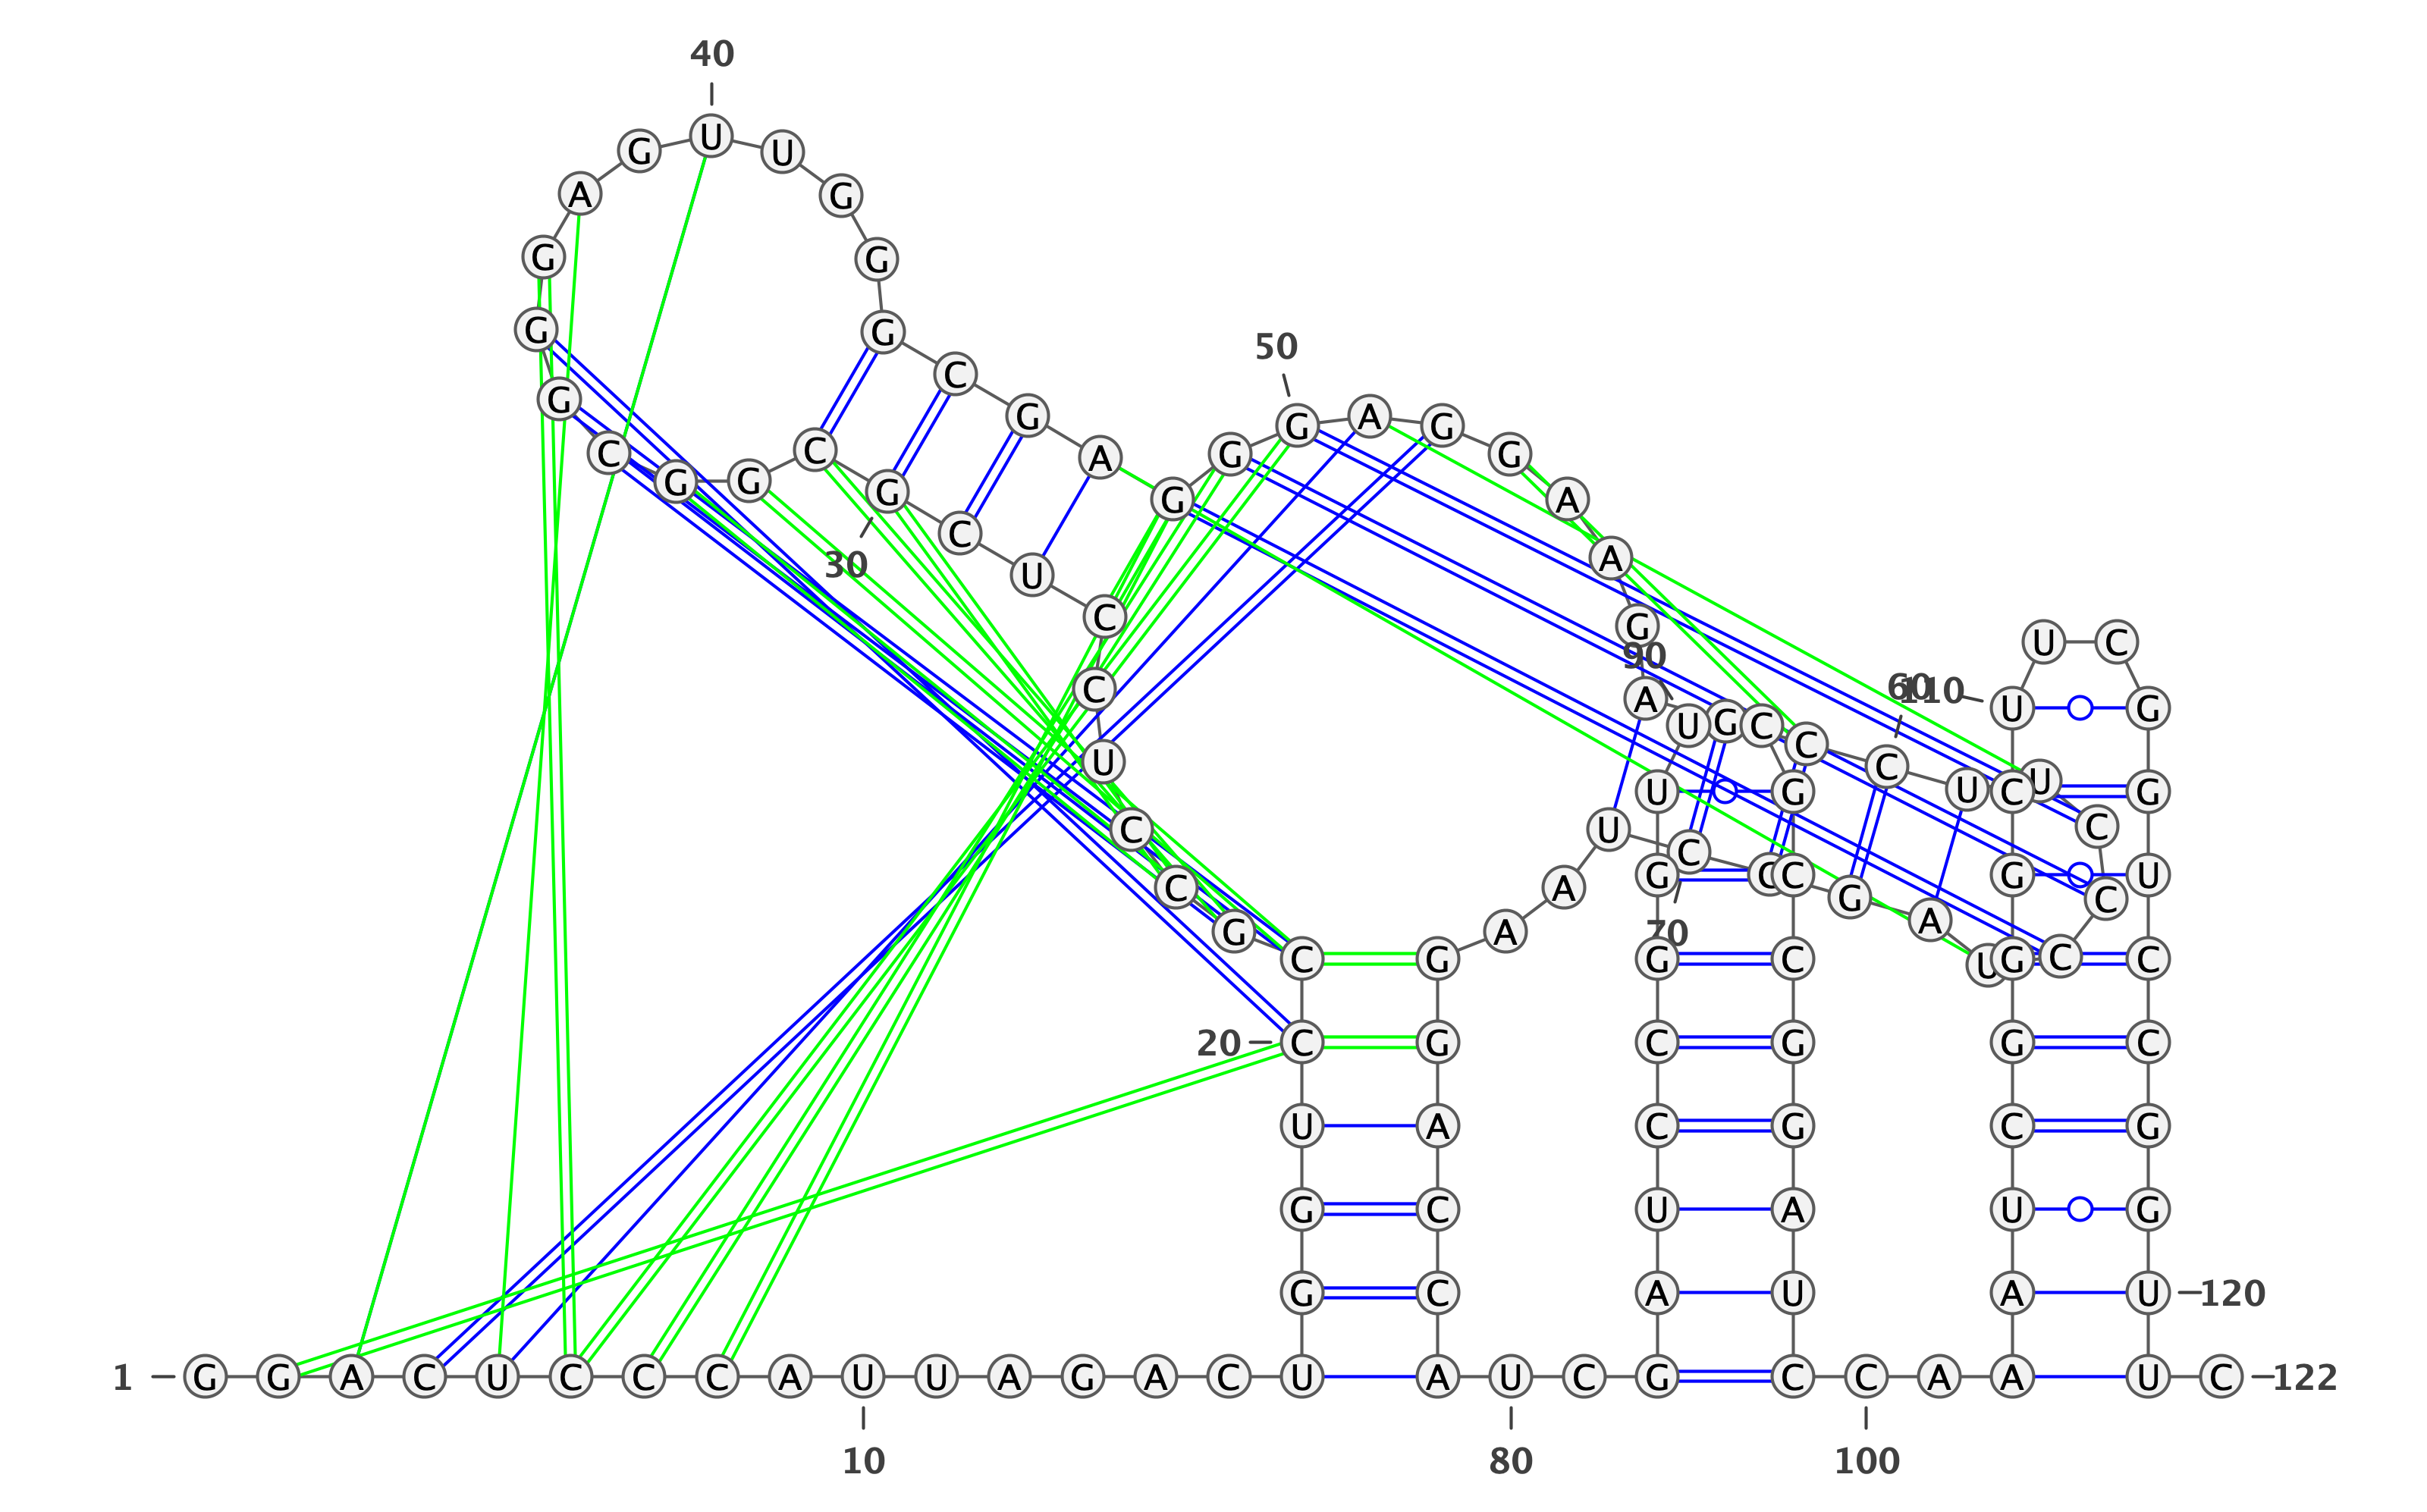 40
U
G U
A G
G G
G G
50
C
G G G A G
C C A G G
G G G G A
C A
30
U
C G U C
90
C A 60 110 U G
U G C C
U C
U G U C U G
C U C
C
C A G C C G G C U
G A 70 A
C G G C U G C C
20 C G C G G C
U A C G C G
G C U A U G
G C A U A U 120
1 G G A C U C C C A U U A G A C U A U C G C C A A U C 122
10 80 100